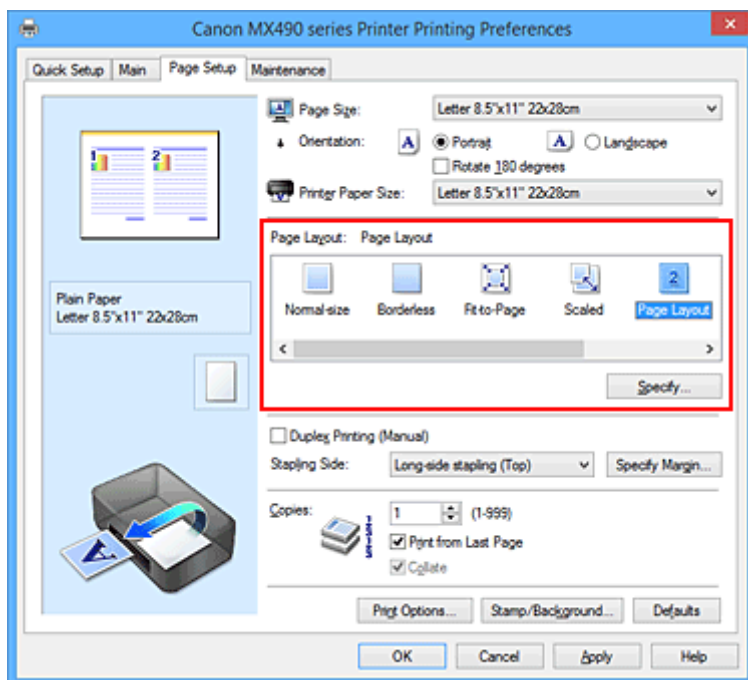 Canon MX490 series Printer Printing Preferences
Quick Setup Main Page Setup Maintenance
Page Size: Letter 8.5"x11" 22x28cm
Orientation: A Portrait A Landscape
Rotate 180 degrees
Printer Paper Size: Letter 8.5"x11" 22x28cm
1 2
Page Layout: Page Layout
2
Normal-size Borderless Fit-to-Page Scaled Page Layout
Plain Paper
Letter 8.5"x11" 22x28cm
Specify...
Duplex Printing (Manual)
Stapling Side: Long-side stapling (Top) Specify Margin...
Copies: 1 (1-999)
Print from Last Page
Collate
A
Print Options... Stamp/Background... Defaults
OK Cancel Apply Help